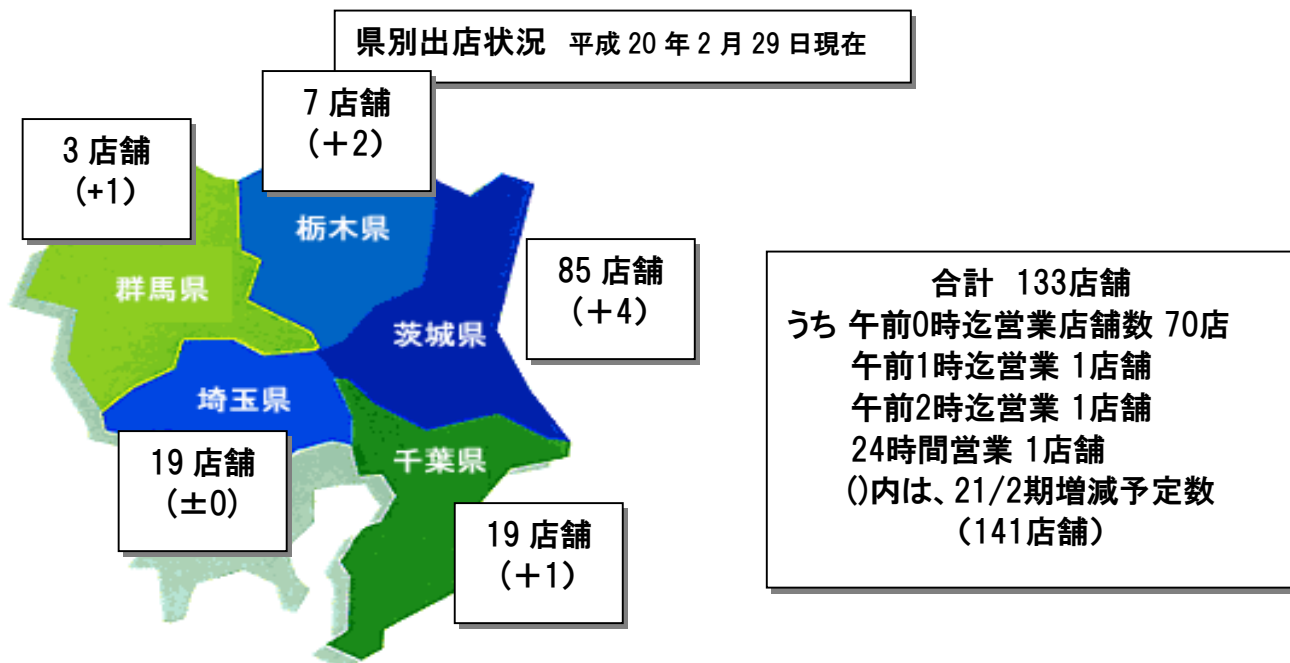 県別出店状況 平成 20 年 2 月 29 日現在
7 店舗
(＋2)
3 店舗
(+1)
栃木県
群馬県
85 店舗
(＋4)
茨城県
埼玉県
19 店舗
(±0)
千葉県
19 店舗
(＋1)
合計 133店舗
うち 午前0時迄営業店舗数 70店
午前1時迄営業 1店舗
午前2時迄営業 1店舗
24時間営業 1店舗
()内は、21/2期増減予定数
(141店舗)